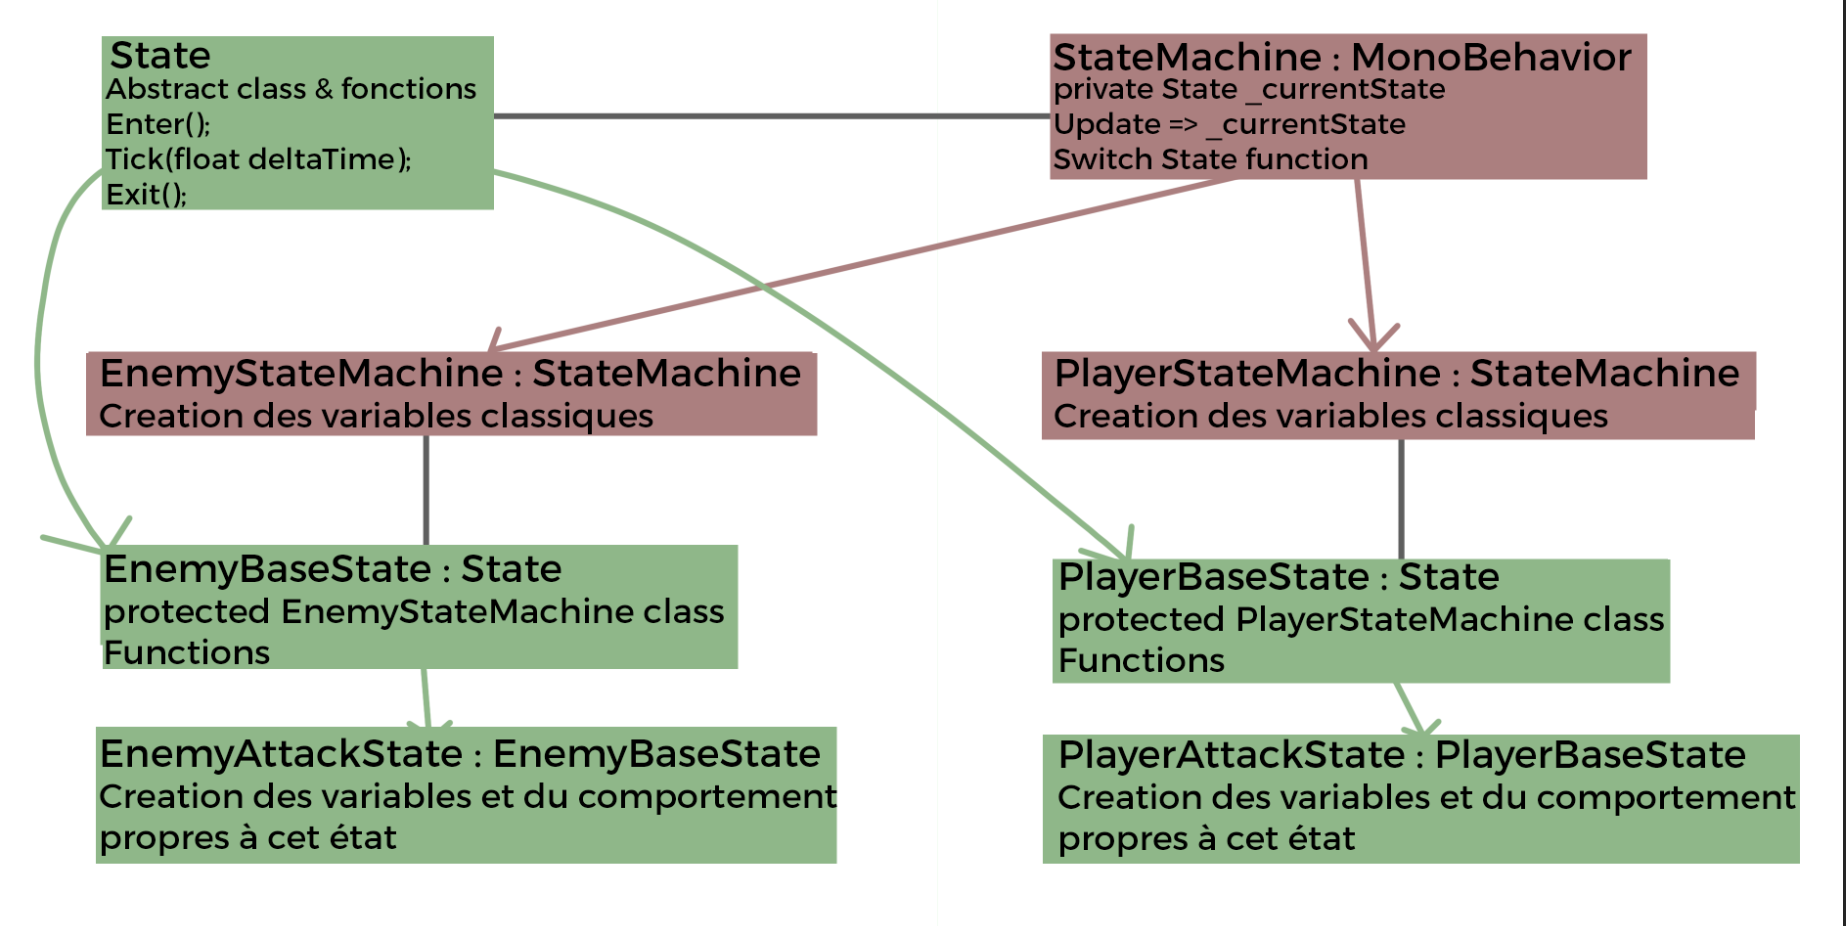 State
Abstract class & fonctions
Enter();
Tick(float deltaTime);
Exit();
StateMachine : MonoBehavior
private State _currentState
Update => _currentState
Switch State function
EnemyStateMachine : StateMachine
Creation des variables classiques
PlayerStateMachine : StateMachine
Creation des variables classiques
EnemyBaseState : State
protected EnemyStateMachine class
Functions
PlayerBaseState : State
protected PlayerStateMachine class
Functions
EnemyAttackState : EnemyBaseState
Creation des variables et du comportement
propres à cet état
PlayerAttackState : PlayerBaseState
Creation des variables et du comportement
propres à cet état